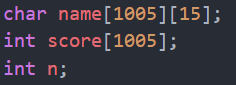 char name[1005][15];
int score[1005];
int n;